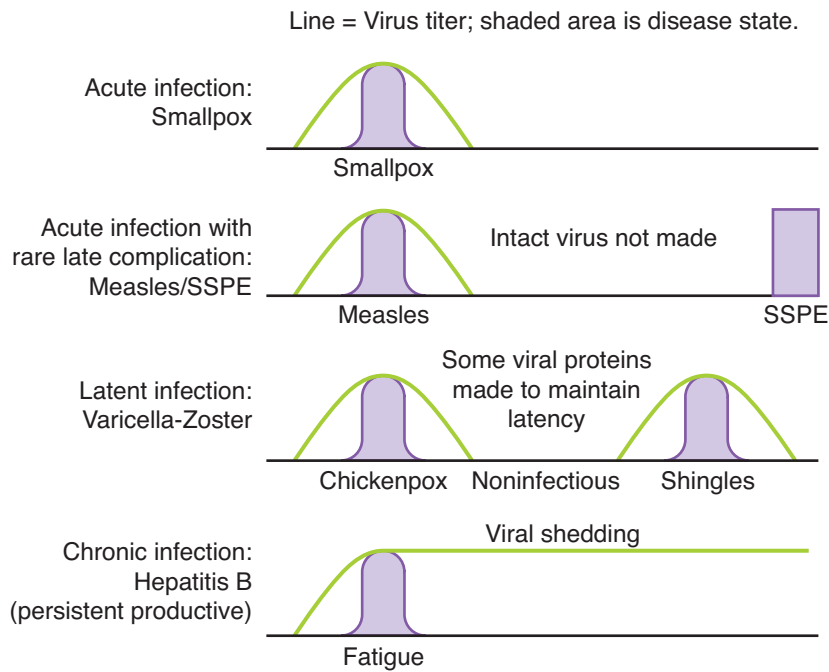 Line = Virus titer; shaded area is disease state.
Acute infection:
Smallpox
Smallpox
Acute infection with
rare late complication:
Measles/SSPE
Intact virus not made
Measles
SSPE
Latent infection:
Varicella-Zoster
Some viral proteins
made to maintain
latency
Chickenpox
Noninfectious
Shingles
Chronic infection:
Hepatitis B
(persistent productive)
Viral shedding
Fatigue